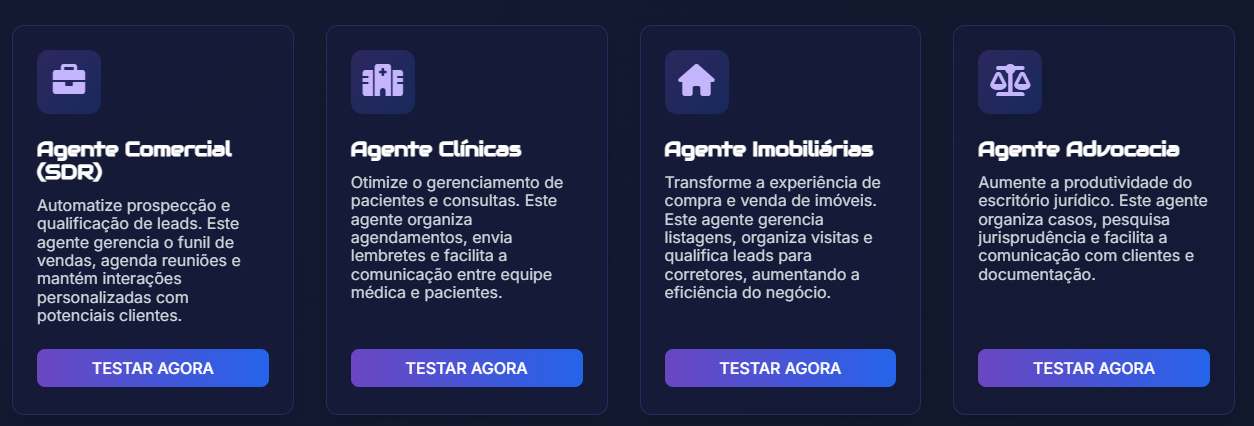 Agente Comercial
(SDR)
Automatize prospecção e
qualificação de leads. Este
agente gerencia o funil de
vendas, agenda reuniões e
mantém interações
personalizadas com
potenciais clientes.
TESTAR AGORA
Agente Clínicas
Otimize o gerenciamento de
pacientes e consultas. Este
agente organiza
agendamentos, envia
lembretes e facilita a
comunicação entre equipe
médica e pacientes.
TESTAR AGORA
Agente Imobiliárias
Transforme a experiência de
compra e venda de imóveis.
Este agente gerencia
listagens, organiza visitas e
qualifica leads para
corretores, aumentando a
eficiência do negócio.
TESTAR AGORA
Agente Advocacia
Aumente a produtividade do
escritório jurídico. Este agente
organiza casos, pesquisa
jurisprudência e facilita a
comunicação com clientes e
documentação.
TESTAR AGORA